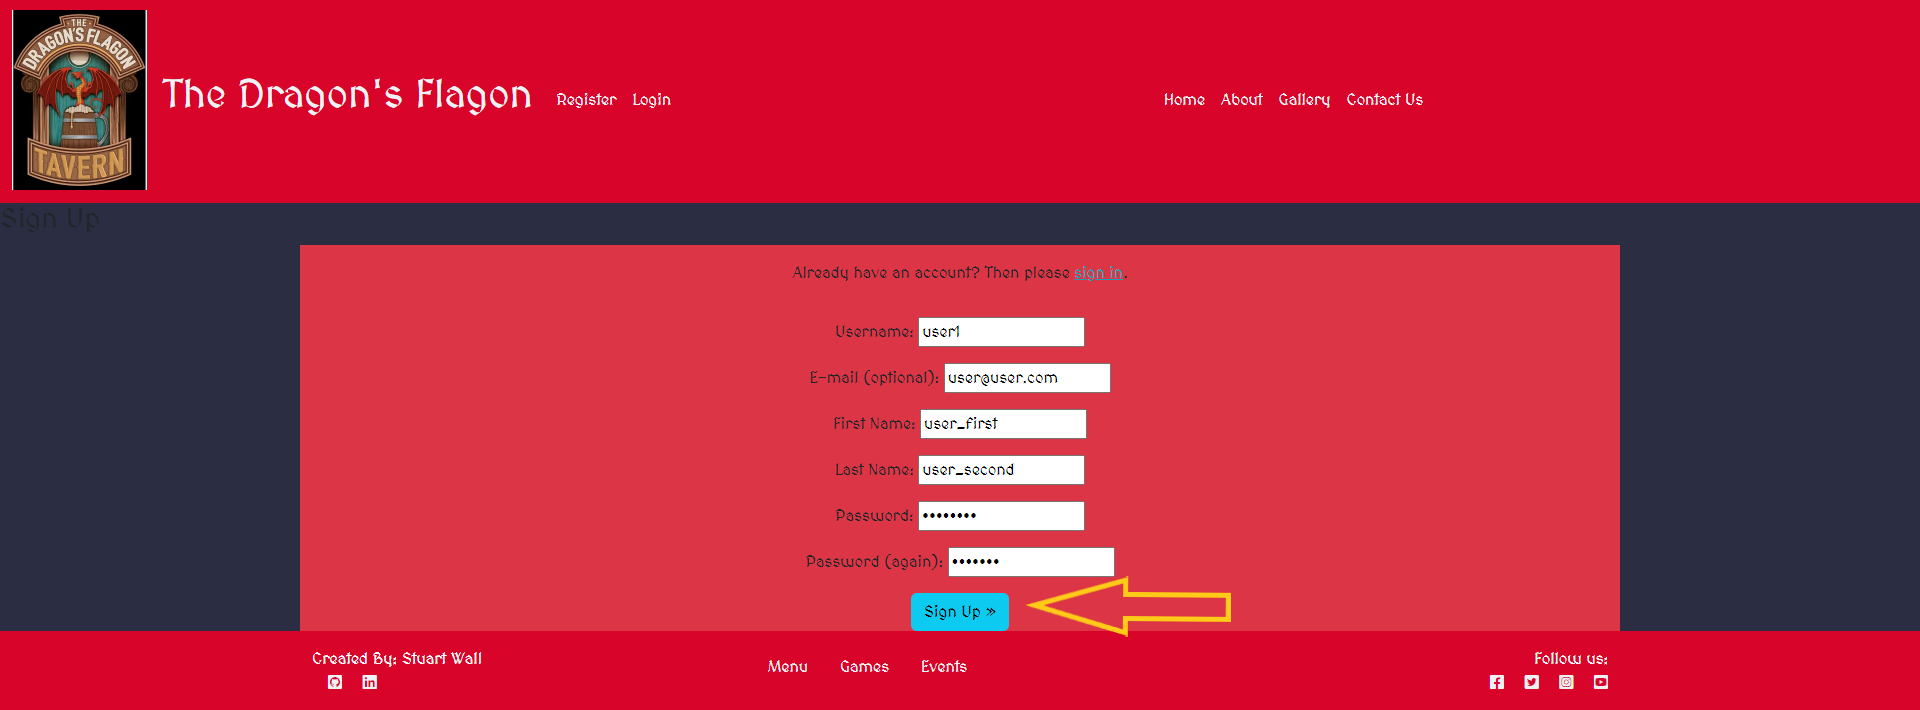 THE
DRAGON'S FLAGON
TAVERN
The Dragon's Flagon
Register Login
Home About Gallery Contact Us
Sign Up
Already have an account? Then please sign in.
Username: user1
E-mail (optional): user@user.com
First Name: user_first
Last Name: user_second
Password: ••••••••
Password (again): •••••••
Sign Up »
Created By: Stuart Wall
in
Menu Games Events
Follow us: